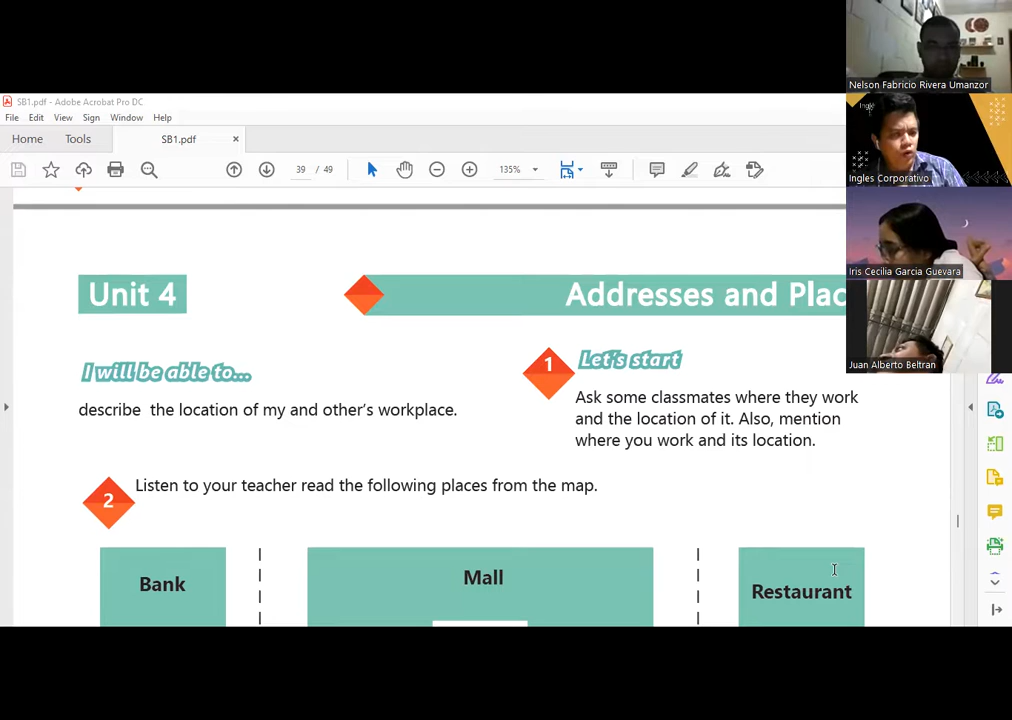 SB1.pdf - Adobe Acrobat Pro DC
File Edit View Sign Window Help
Home Tools SB1.pdf ×
39 / 49 135%
Unit 4
Addresses and Plac
I will be able to...
describe the location of my and other's workplace.
1 Let's start
Ask some classmates where they work
and the location of it. Also, mention
where you work and its location.
2 Listen to your teacher read the following places from the map.
Bank
Mall
Restaurant
Nelson Fabricio Rivera Umanzor
Inglé
Ingles Corporativo
Iris Cecilia Garcia Guevara
Juan Alberto Beltran